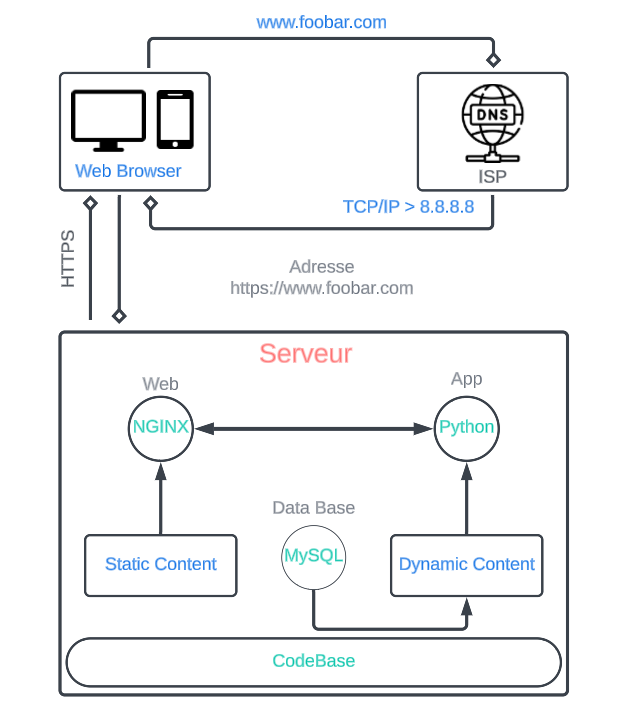 www.foobar.com
DNS
Web Browser
ISP
TCP/IP > 8.8.8.8
HTTPS
Adresse
https://www.foobar.com
Serveur
Web
App
NGINX
Python
Data Base
Static Content
MySQL
Dynamic Content
CodeBase